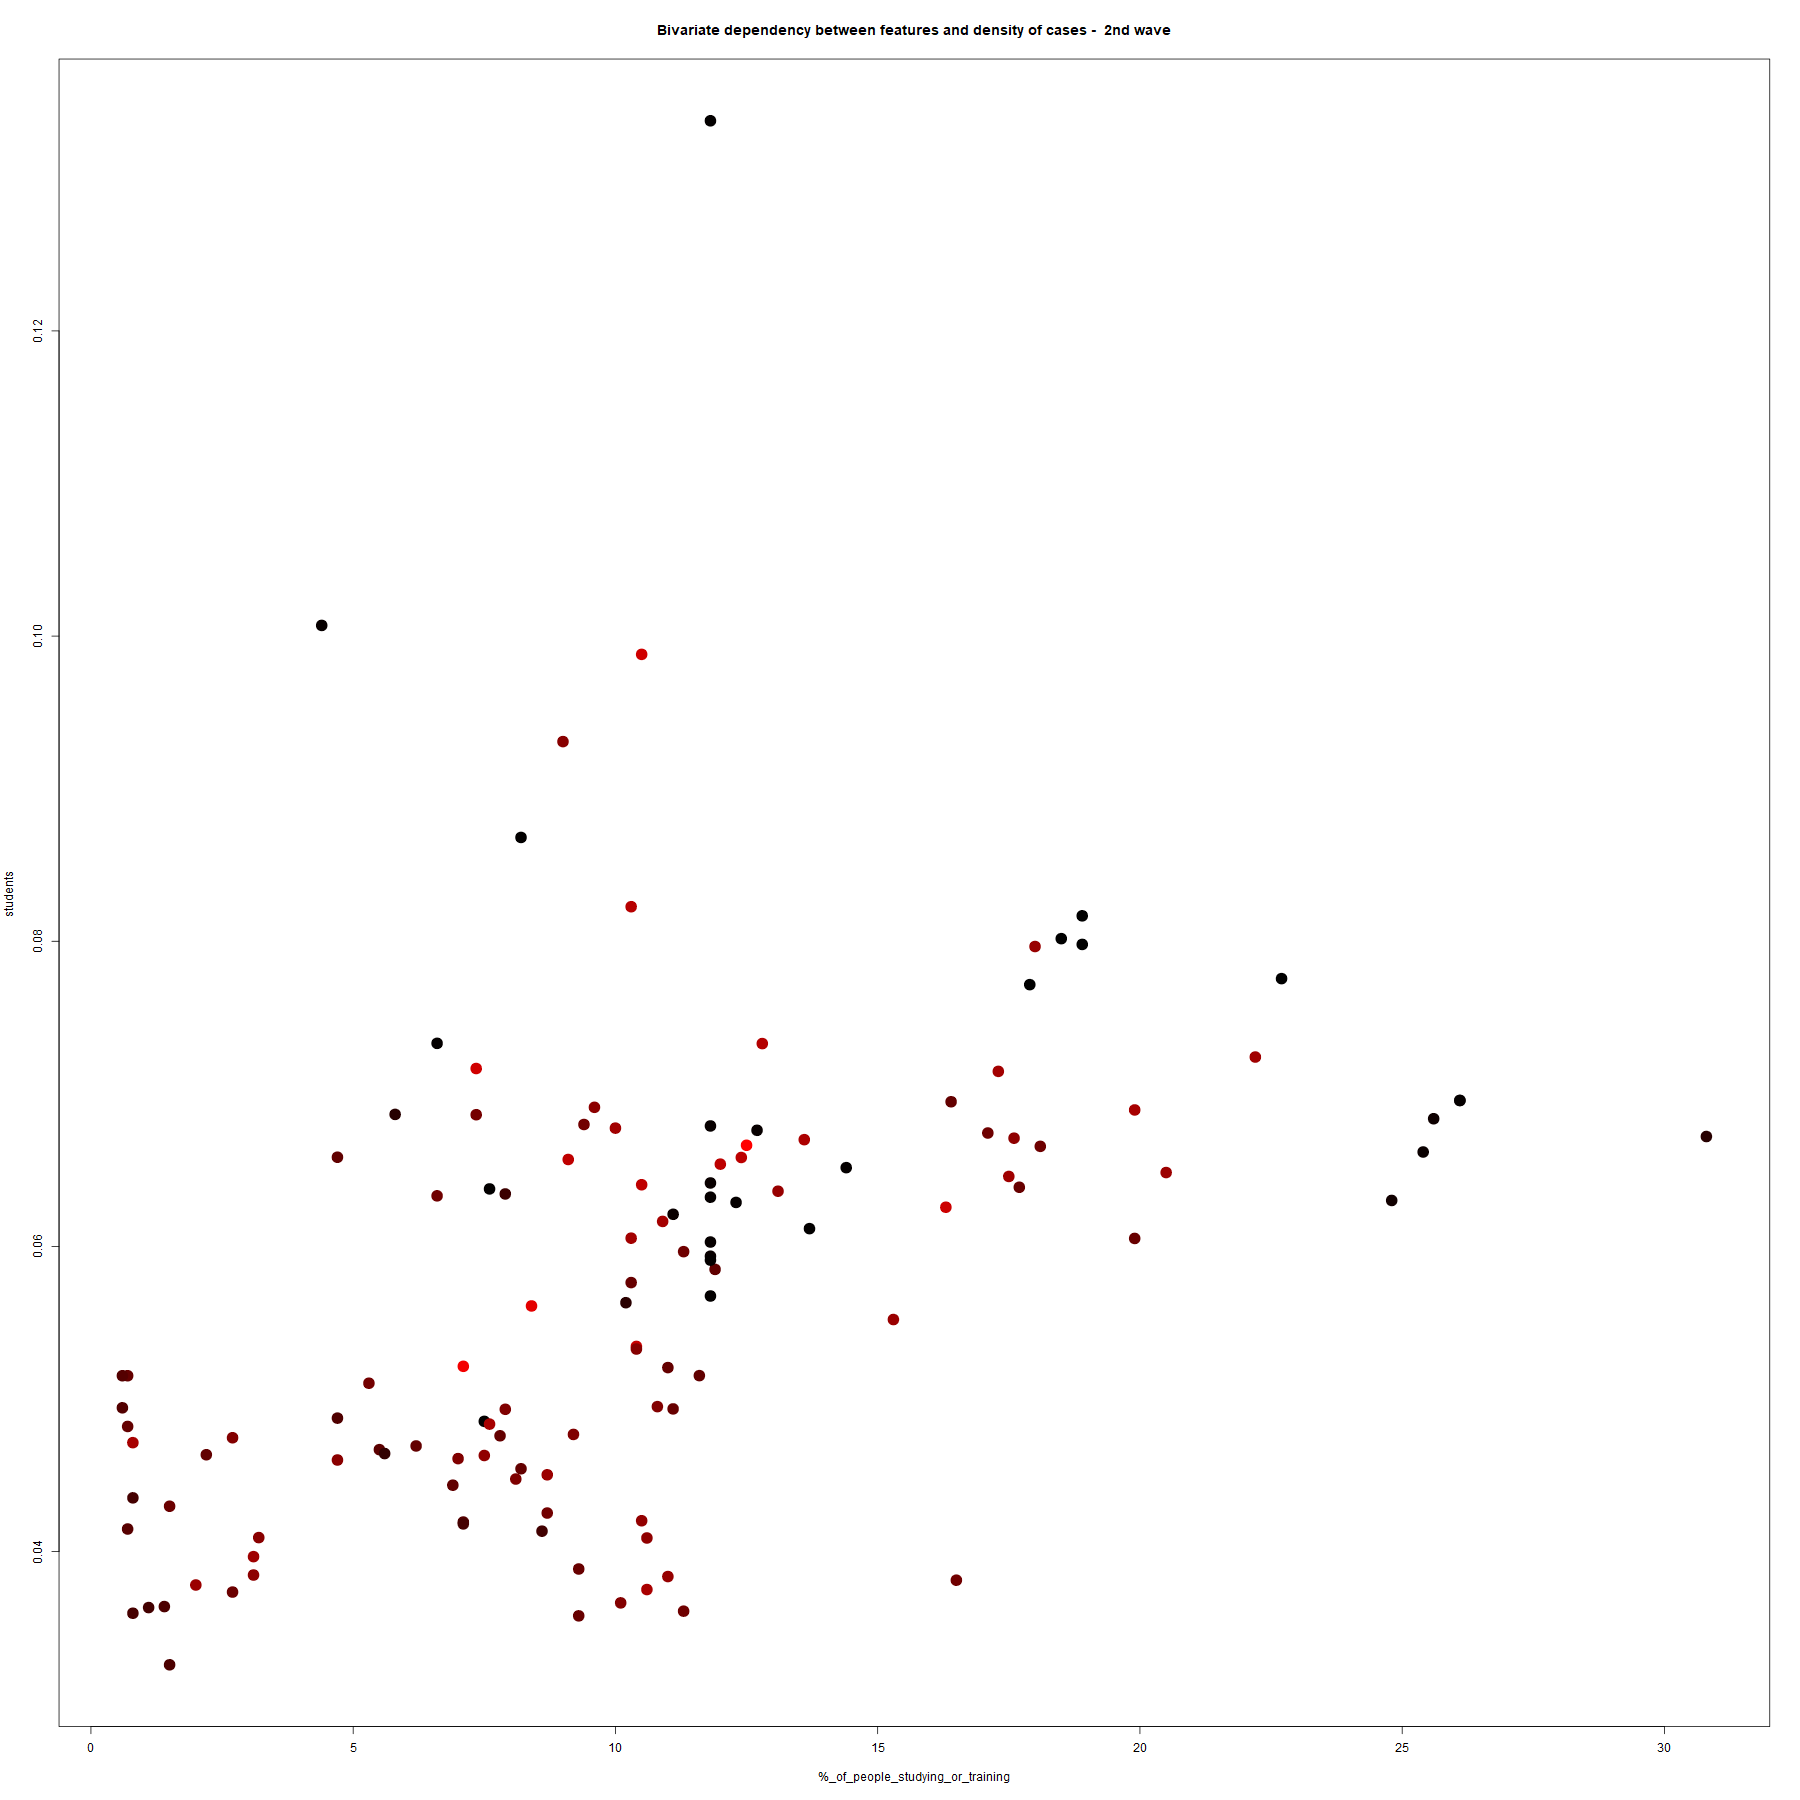 Bivariate dependency between features and density of cases -  2nd wave
0.12
0.10
students
0.08
0.06
0.04
0 5 10 15 20 25 30
%_of_people_studying_or_training